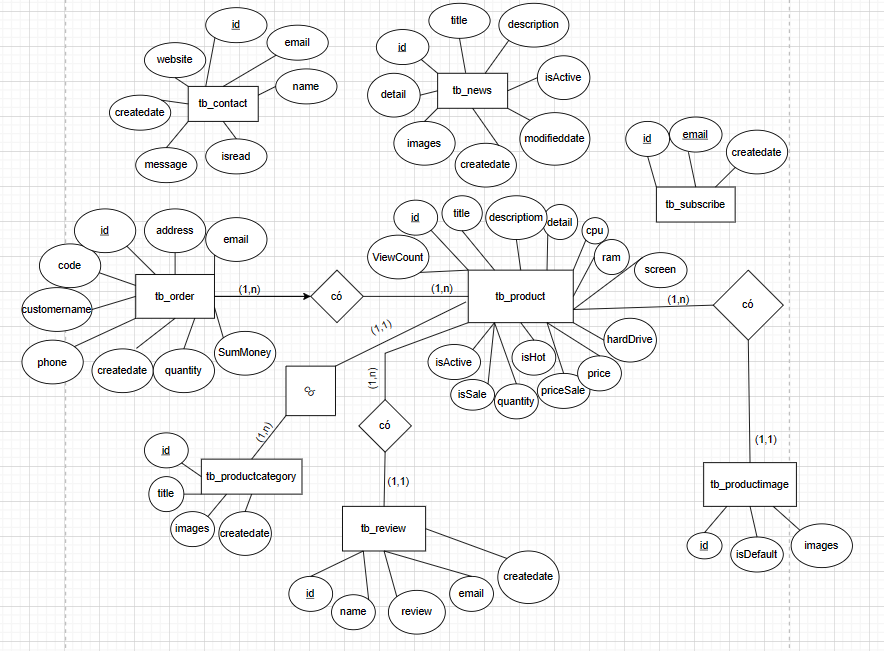 id
email
website
name
tb_contact
createdate
isread
message
title
description
id
isActive
tb_news
detail
modifieddate
images
createdate
id
email
createdate
tb_subscribe
id
address
email
code
tb_order
customername
phone
createdate
quantity
SumMoney
(1,n)
có
(1,n)
id
title
descriptiom
detail
cpu
ram
ViewCount
screen
tb_product
hardDrive
isActive
isHot
price
isSale
quantity
priceSale
(1,n)
có
(1,1)
(1,1)
có
(1,n)
(1,n)
có
(1,1)
id
tb_productcategory
title
images
createdate
tb_review
id
name
review
email
createdate
tb_productimage
id
isDefault
images